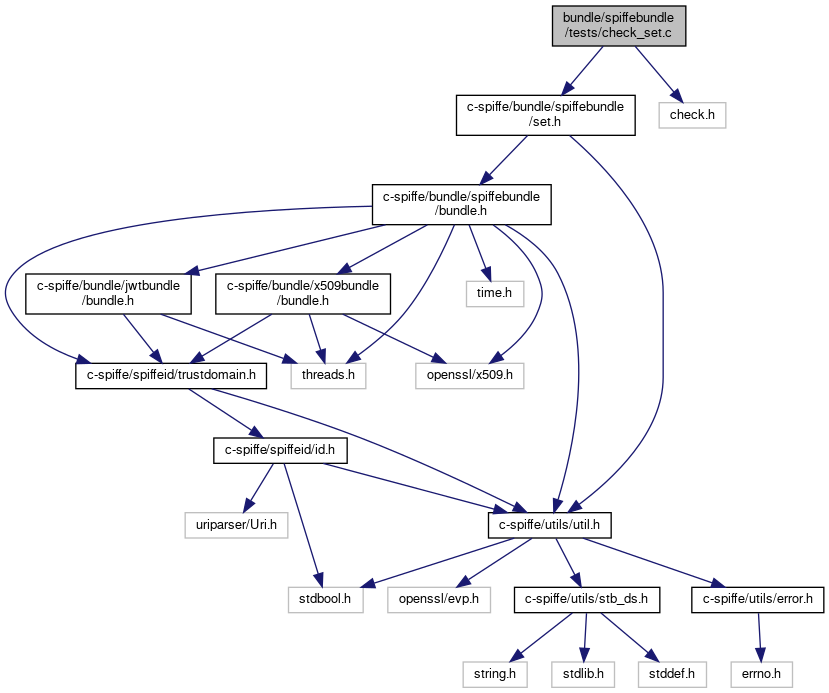 bundle/spiffebundle
/tests/check_set.c
c-spiffe/bundle/spiffebundle
/set.h
check.h
c-spiffe/bundle/spiffebundle
/bundle.h
c-spiffe/bundle/jwtbundle
/bundle.h
c-spiffe/bundle/x509bundle
/bundle.h
time.h
c-spiffe/spiffeid/trustdomain.h
threads.h
openssl/x509.h
c-spiffe/spiffeid/id.h
uriparser/Uri.h
c-spiffe/utils/util.h
stdbool.h
openssl/evp.h
c-spiffe/utils/stb_ds.h
c-spiffe/utils/error.h
string.h
stdlib.h
stddef.h
errno.h